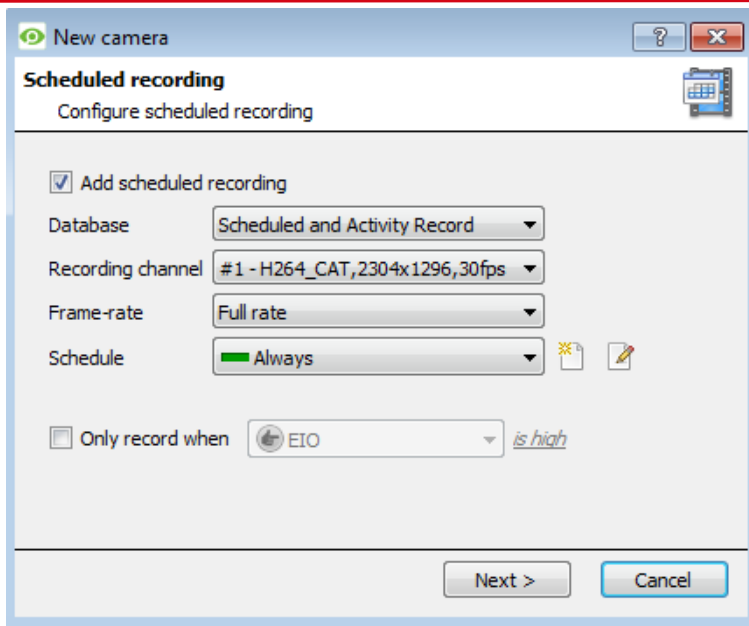 New camera
Scheduled recording
Configure scheduled recording
Add scheduled recording
Database Scheduled and Activity Record
Recording channel #1 - H264_CAT,2304x1296,30fps
Frame-rate Full rate
Schedule Always
Only record when EIO is high
Next > Cancel